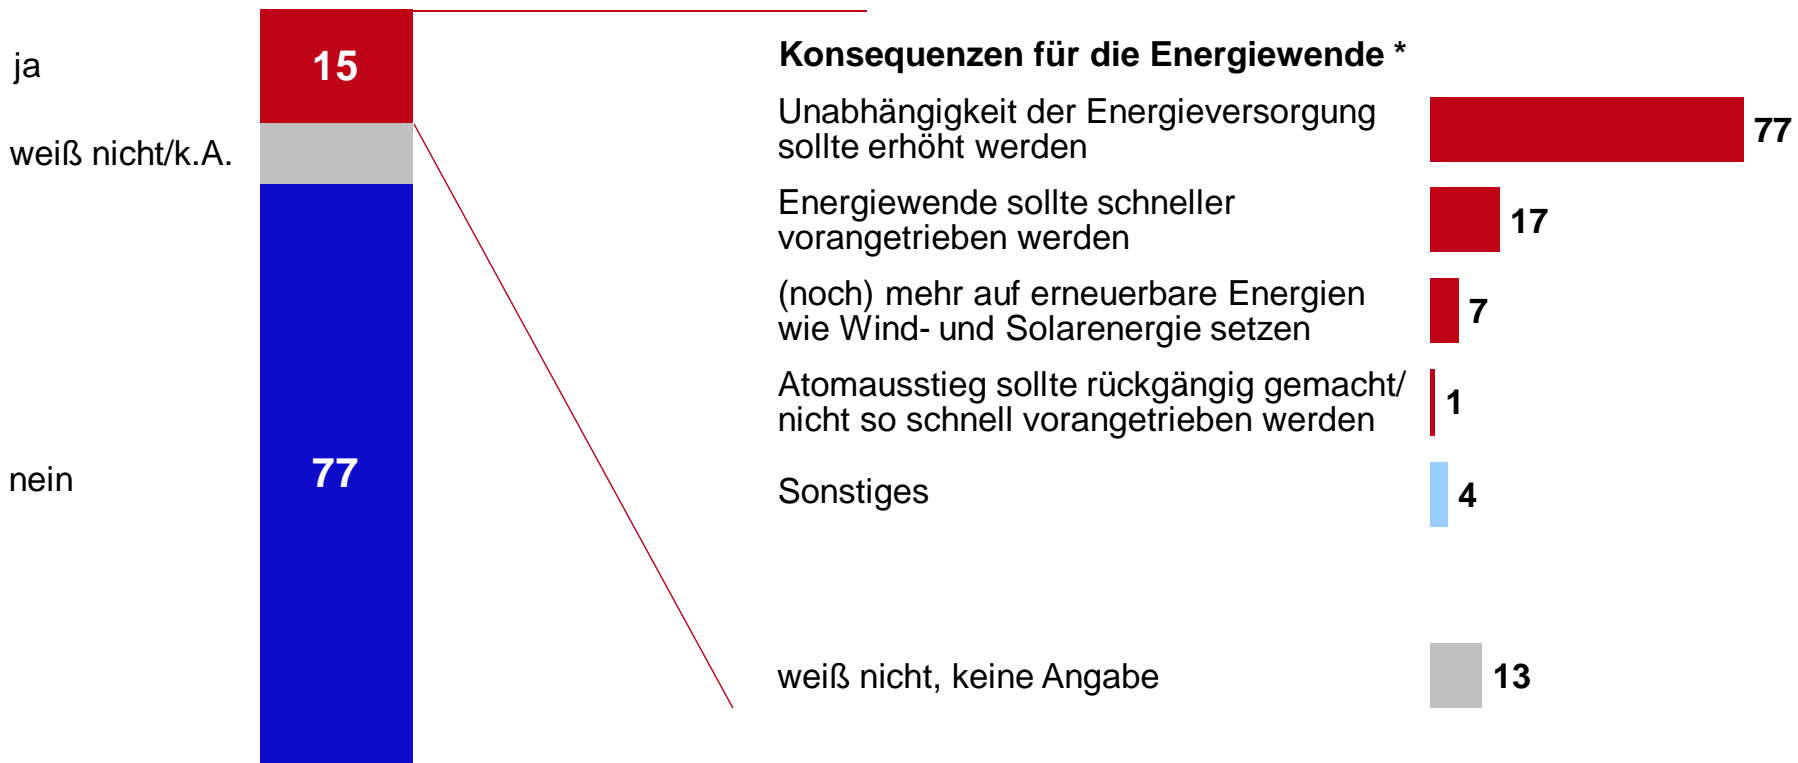 ja
15
weiß nicht/k.A.
nein
77
Konsequenzen für die Energiewende *
Unabhängigkeit der Energieversorgung
sollte erhöht werden
77
Energiewende sollte schneller
vorangetrieben werden
17
(noch) mehr auf erneuerbare Energien
wie Wind- und Solarenergie setzen
7
Atomausstieg sollte rückgängig gemacht/
nicht so schnell vorangetrieben werden
1
Sonstiges
4
weiß nicht, keine Angabe
13